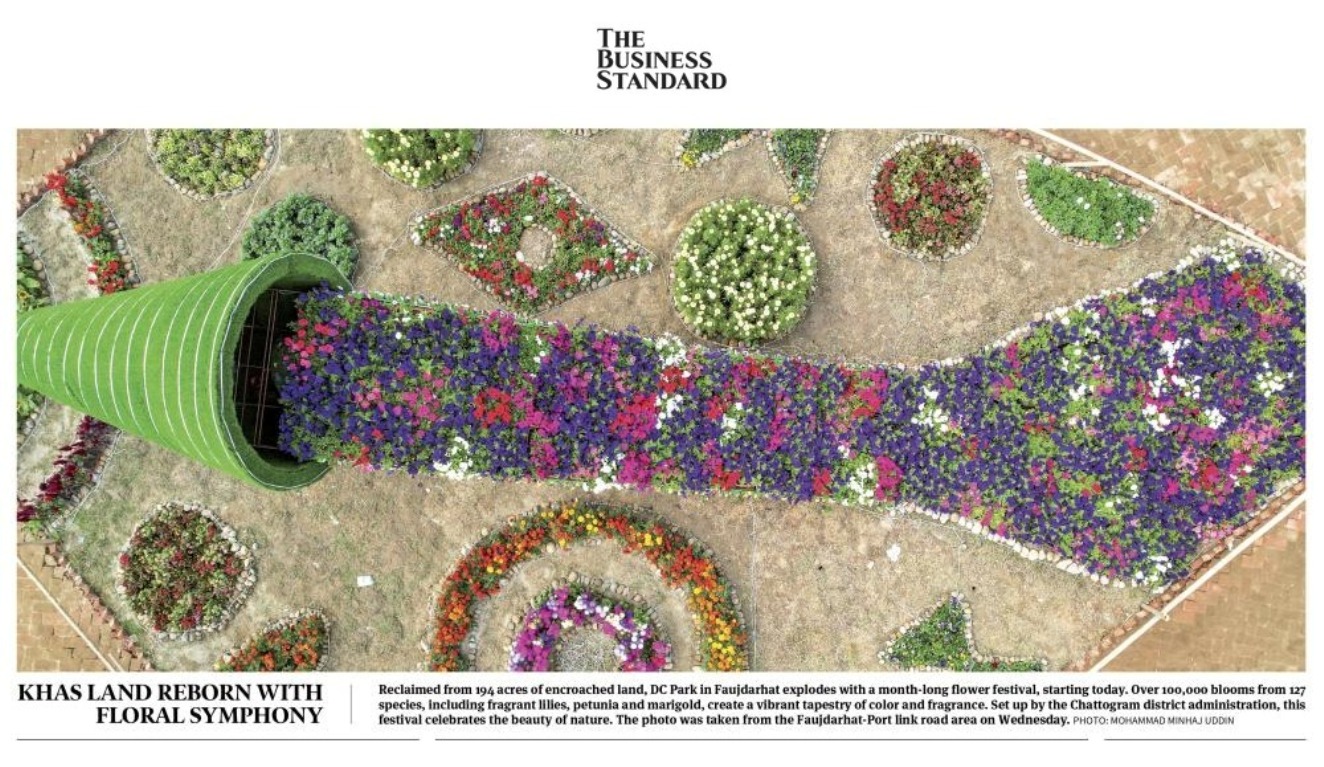 THE
BUSINESS
STANDARD
KHAS LAND REBORN WITH
FLORAL SYMPHONY
Reclaimed from 194 acres of encroached land, DC Park in Faujdarhat explodes with a month-long flower festival, starting today. Over 100,000 blooms from 127
species, including fragrant lilies, petunia and marigold, create a vibrant tapestry of color and fragrance. Set up by the Chattogram district administration, this
festival celebrates the beauty of nature. The photo was taken from the Faujdarhat-Port link road area on Wednesday. PHOTO: MOHAMMAD MINHAJ UDDIN